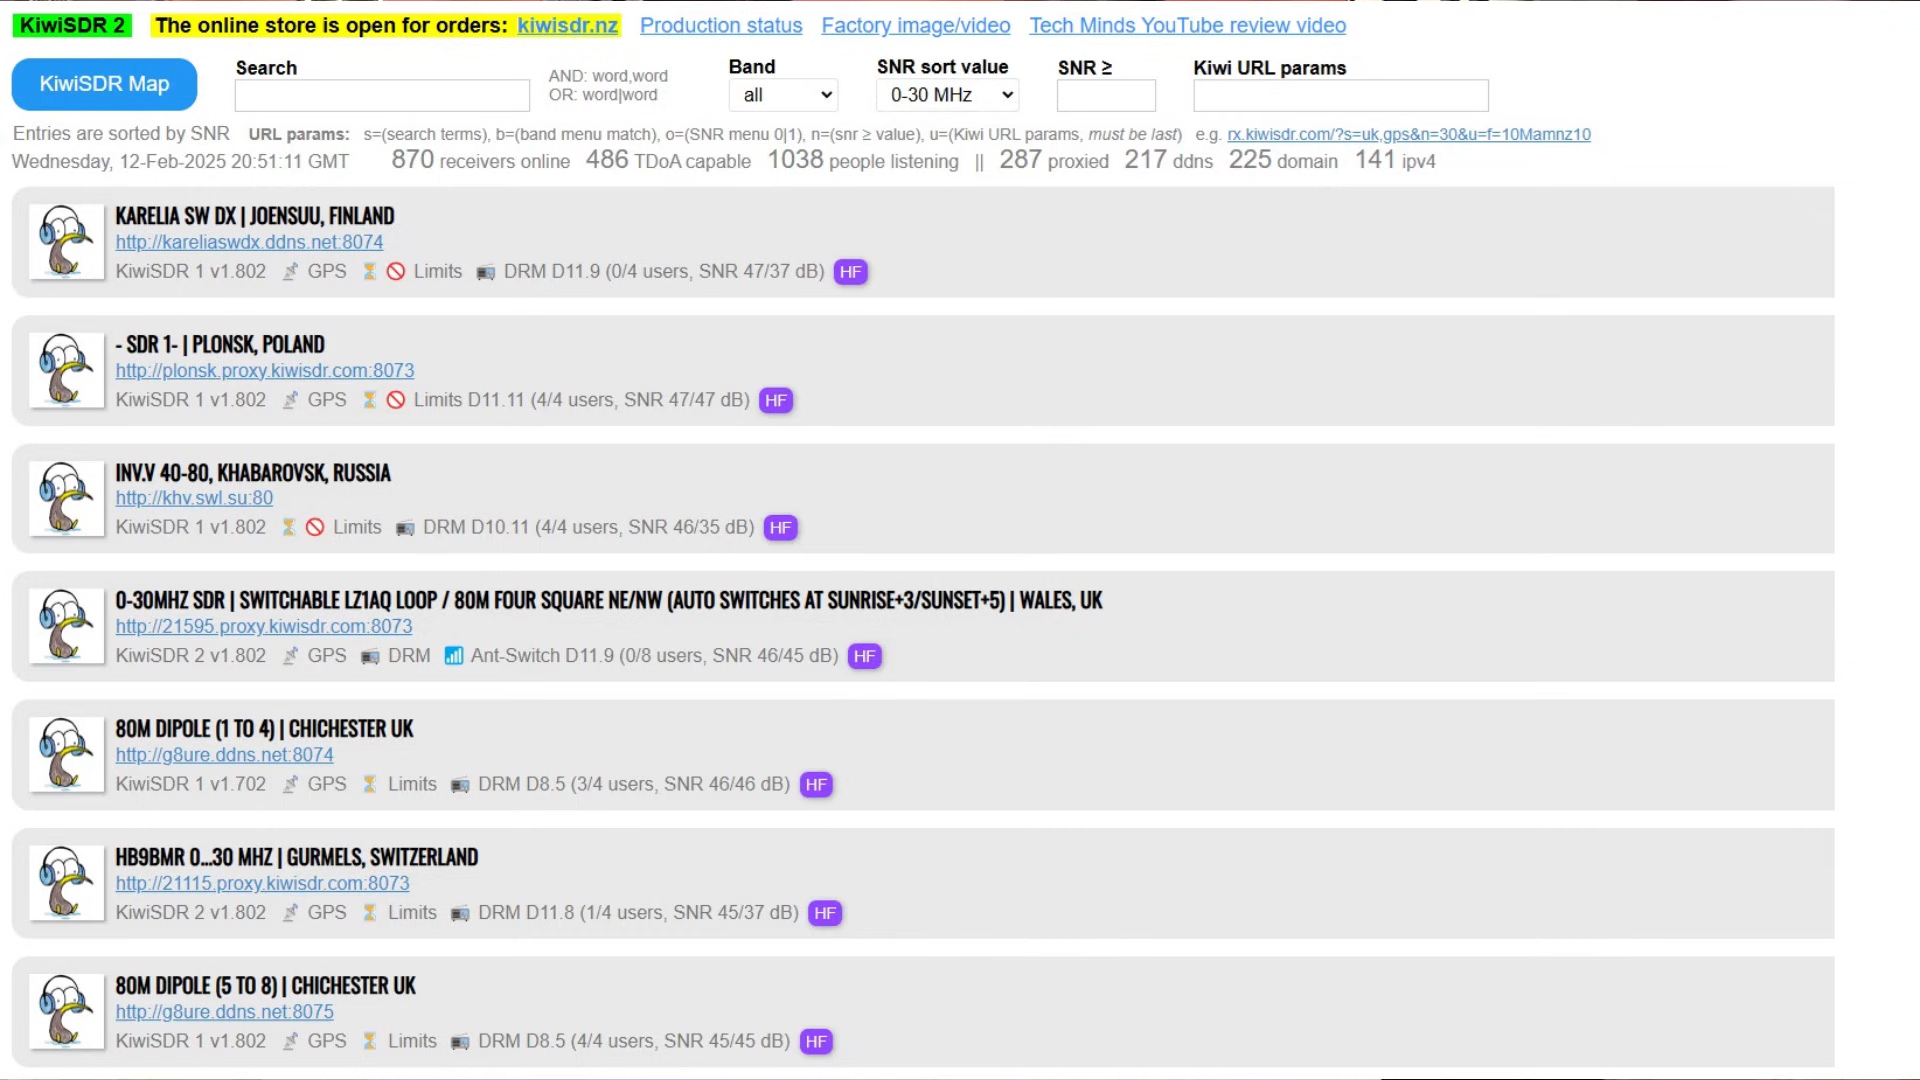 KiwiSDR 2 The online store is open for orders: kiwisdr.nz Production status Factory image/video Tech Minds YouTube review video
KiwiSDR Map
Search
AND: word,word
OR: word|word
Band
all
SNR sort value
0-30 MHz
SNR ≥
Kiwi URL params
Entries are sorted by SNR URL params: s=(search terms), b=(band menu match), o=(SNR menu 0|1), n=(snr ≥ value), u=(Kiwi URL params, must be last) e.g. rx.kiwisdr.com/?s=uk,gps&n=30&u=f=10Mamnz10
Wednesday, 12-Feb-2025 20:51:11 GMT 870 receivers online 486 TDoA capable 1038 people listening || 287 proxied 217 ddns 225 domain 141 ipv4
KARELIA SW DX | JOENSUU, FINLAND
http://kareliaswdx.ddns.net:8074
KiwiSDR 1 v1.802 GPS Limits DRM D11.9 (0/4 users, SNR 47/37 dB) HF
- SDR 1- | PLONSK, POLAND
http://plonsk.proxy.kiwisdr.com:8073
KiwiSDR 1 v1.802 GPS Limits D11.11 (4/4 users, SNR 47/47 dB) HF
INV.V 40-80, KHABAROVSK, RUSSIA
http://khv.swl.su:80
KiwiSDR 1 v1.802 Limits DRM D10.11 (4/4 users, SNR 46/35 dB) HF
0-30MHZ SDR | SWITCHABLE LZ1AQ LOOP / 80M FOUR SQUARE NE/NW (AUTO SWITCHES AT SUNRISE+3/SUNSET+5) | WALES, UK
http://21595.proxy.kiwisdr.com:8073
KiwiSDR 2 v1.802 GPS DRM Ant-Switch D11.9 (0/8 users, SNR 46/45 dB) HF
80M DIPOLE (1 TO 4) | CHICHESTER UK
http://g8ure.ddns.net:8074
KiwiSDR 1 v1.702 GPS Limits DRM D8.5 (3/4 users, SNR 46/46 dB) HF
HB9BMR 0...30 MHZ | GURMELS, SWITZERLAND
http://21115.proxy.kiwisdr.com:8073
KiwiSDR 2 v1.802 GPS Limits DRM D11.8 (1/4 users, SNR 45/37 dB) HF
80M DIPOLE (5 TO 8) | CHICHESTER UK
http://g8ure.ddns.net:8075
KiwiSDR 1 v1.802 GPS Limits DRM D8.5 (4/4 users, SNR 45/45 dB) HF